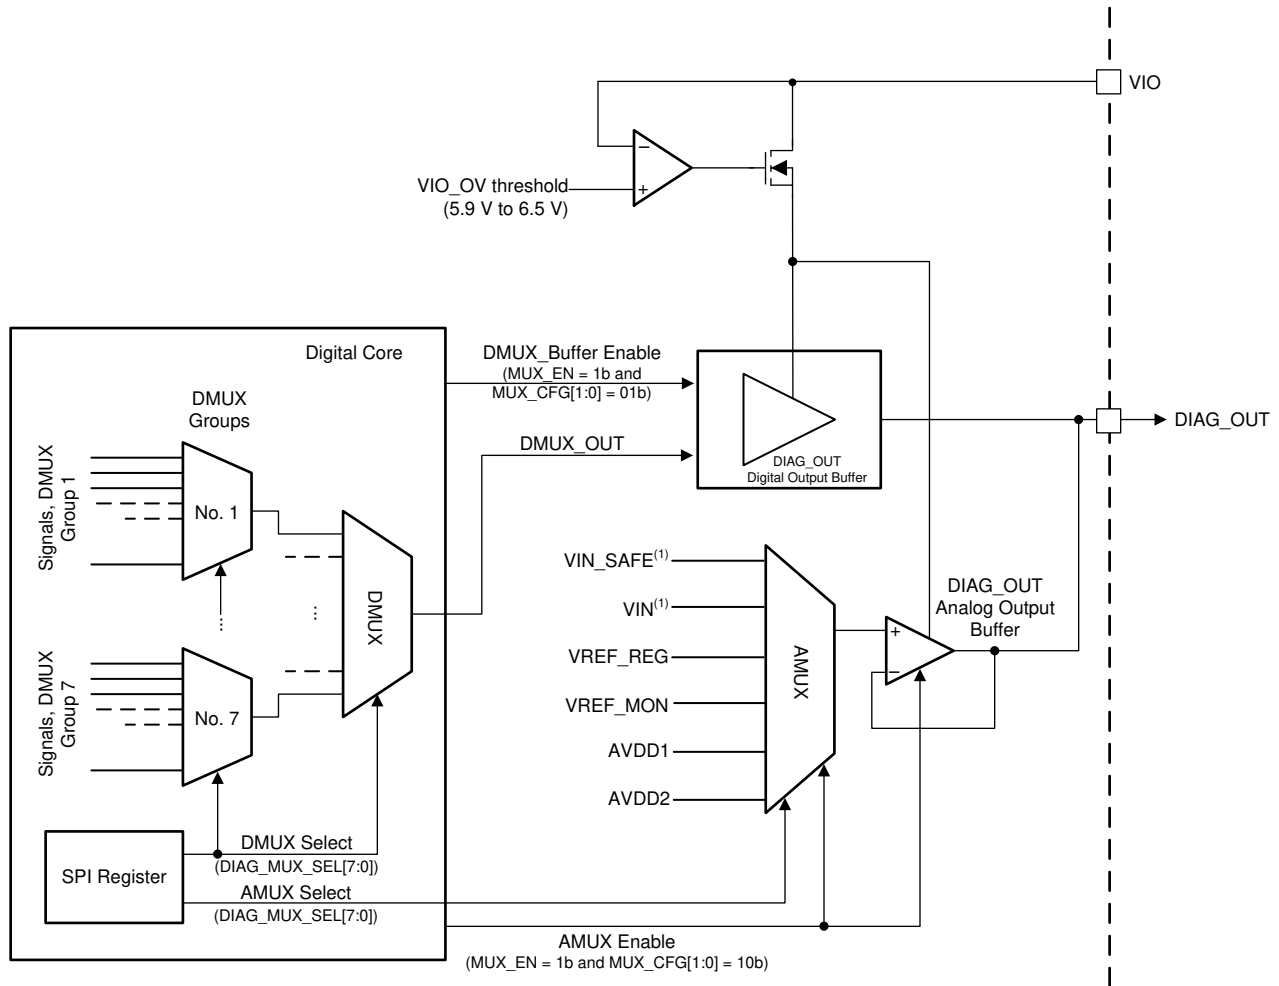 VIO
−
+
VIO_OV threshold
(5.9 V to 6.5 V)
Digital Core
DMUX_Buffer Enable
(MUX_EN = 1b and
MUX_CFG[1:0] = 01b)
DMUX
Groups
Signals, DMUX
Group 1
No. 1
DMUX_OUT
DIAG_OUT
Digital Output Buffer
DIAG_OUT
...
...
DMUX
VIN_SAFE(1)
VIN(1)
VREF_REG
VREF_MON
AVDD1
AVDD2
AMUX
DIAG_OUT
Analog Output
Buffer
+
−
Signals, DMUX
Group 7
No. 7
SPI Register
DMUX Select
(DIAG_MUX_SEL[7:0])
AMUX Select
(DIAG_MUX_SEL[7:0])
AMUX Enable
(MUX_EN = 1b and MUX_CFG[1:0] = 10b)